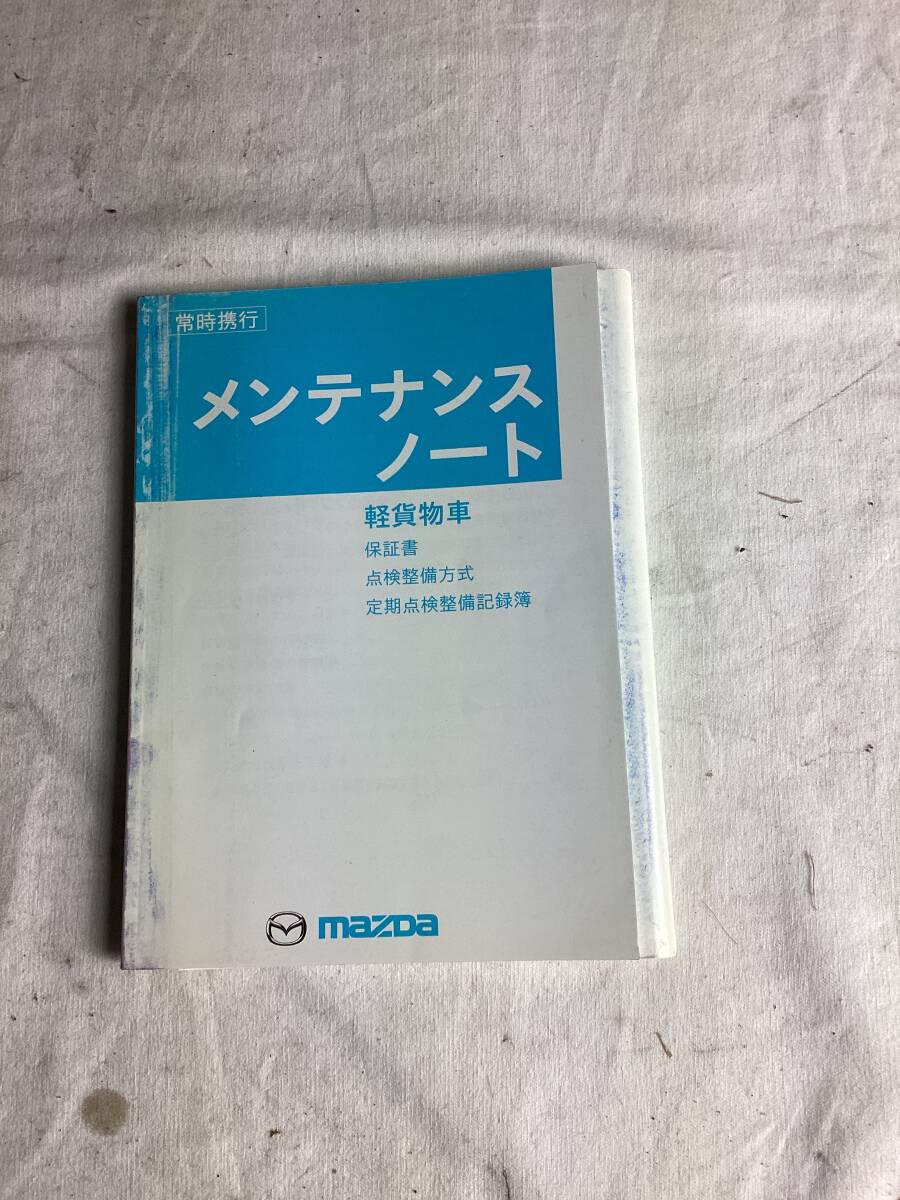 常時携行
メンテナンス
ノート
軽貨物車
保証書
点検整備方式
定期点検整備記録簿
mazda